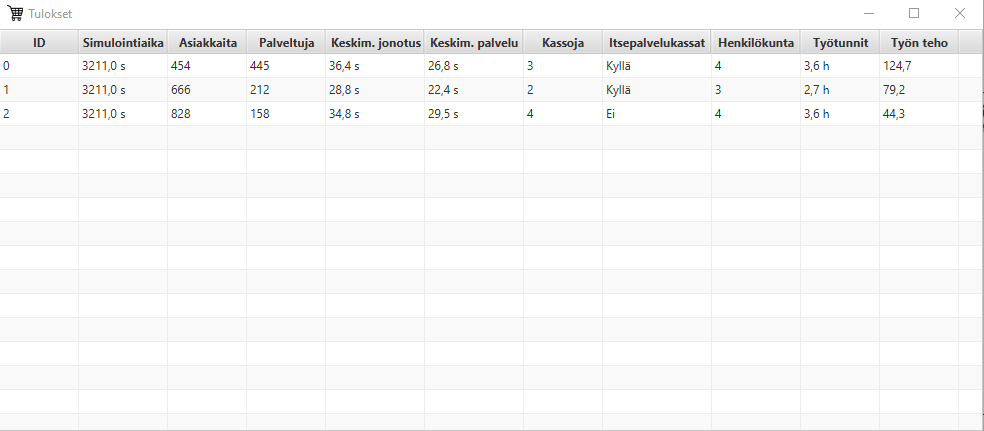 Tulokset
ID Simulointiaika Asiakkaita Palveltuja Keskim. jonotus Keskim. palvelu Kassoja Itsepalvelukassat Henkilökunta Työtunnit Työn teho
0 3211,0 s 454 445 36,4 s 26,8 s 3 Kyllä 4 3,6 h 124,7
1 3211,0 s 666 212 28,8 s 22,4 s 2 Kyllä 3 2,7 h 79,2
2 3211,0 s 828 158 34,8 s 29,5 s 4 Ei 4 3,6 h 44,3